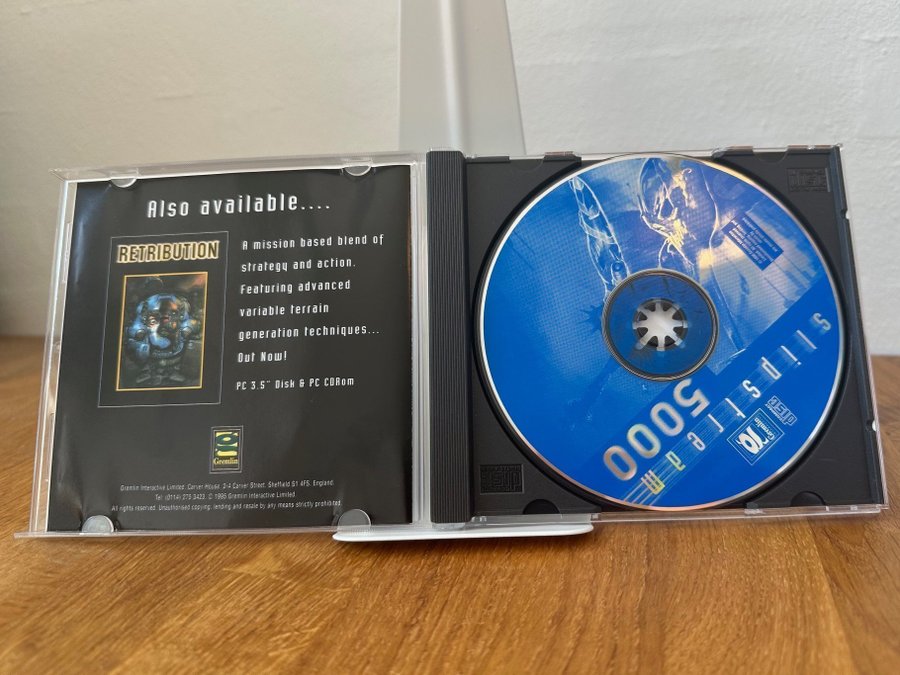 Also available....
RETRIBUTION
A mission based blend of
strategy and action.
Featuring advanced
variable terrain
generation techniques...
Out Now!
PC 3.5" Disk & PC CDRom
Gremlin
Gremlin Interactive Limited, Carver House, 2-4 Carver Street, Sheffield S1 4FS, England.
Tel: (0114) 275 3423. © 1995 Gremlin Interactive Limited.
All rights reserved. Unauthorised copying, lending and resale by any means strictly prohibited.
slipstream
5000
Gremlin